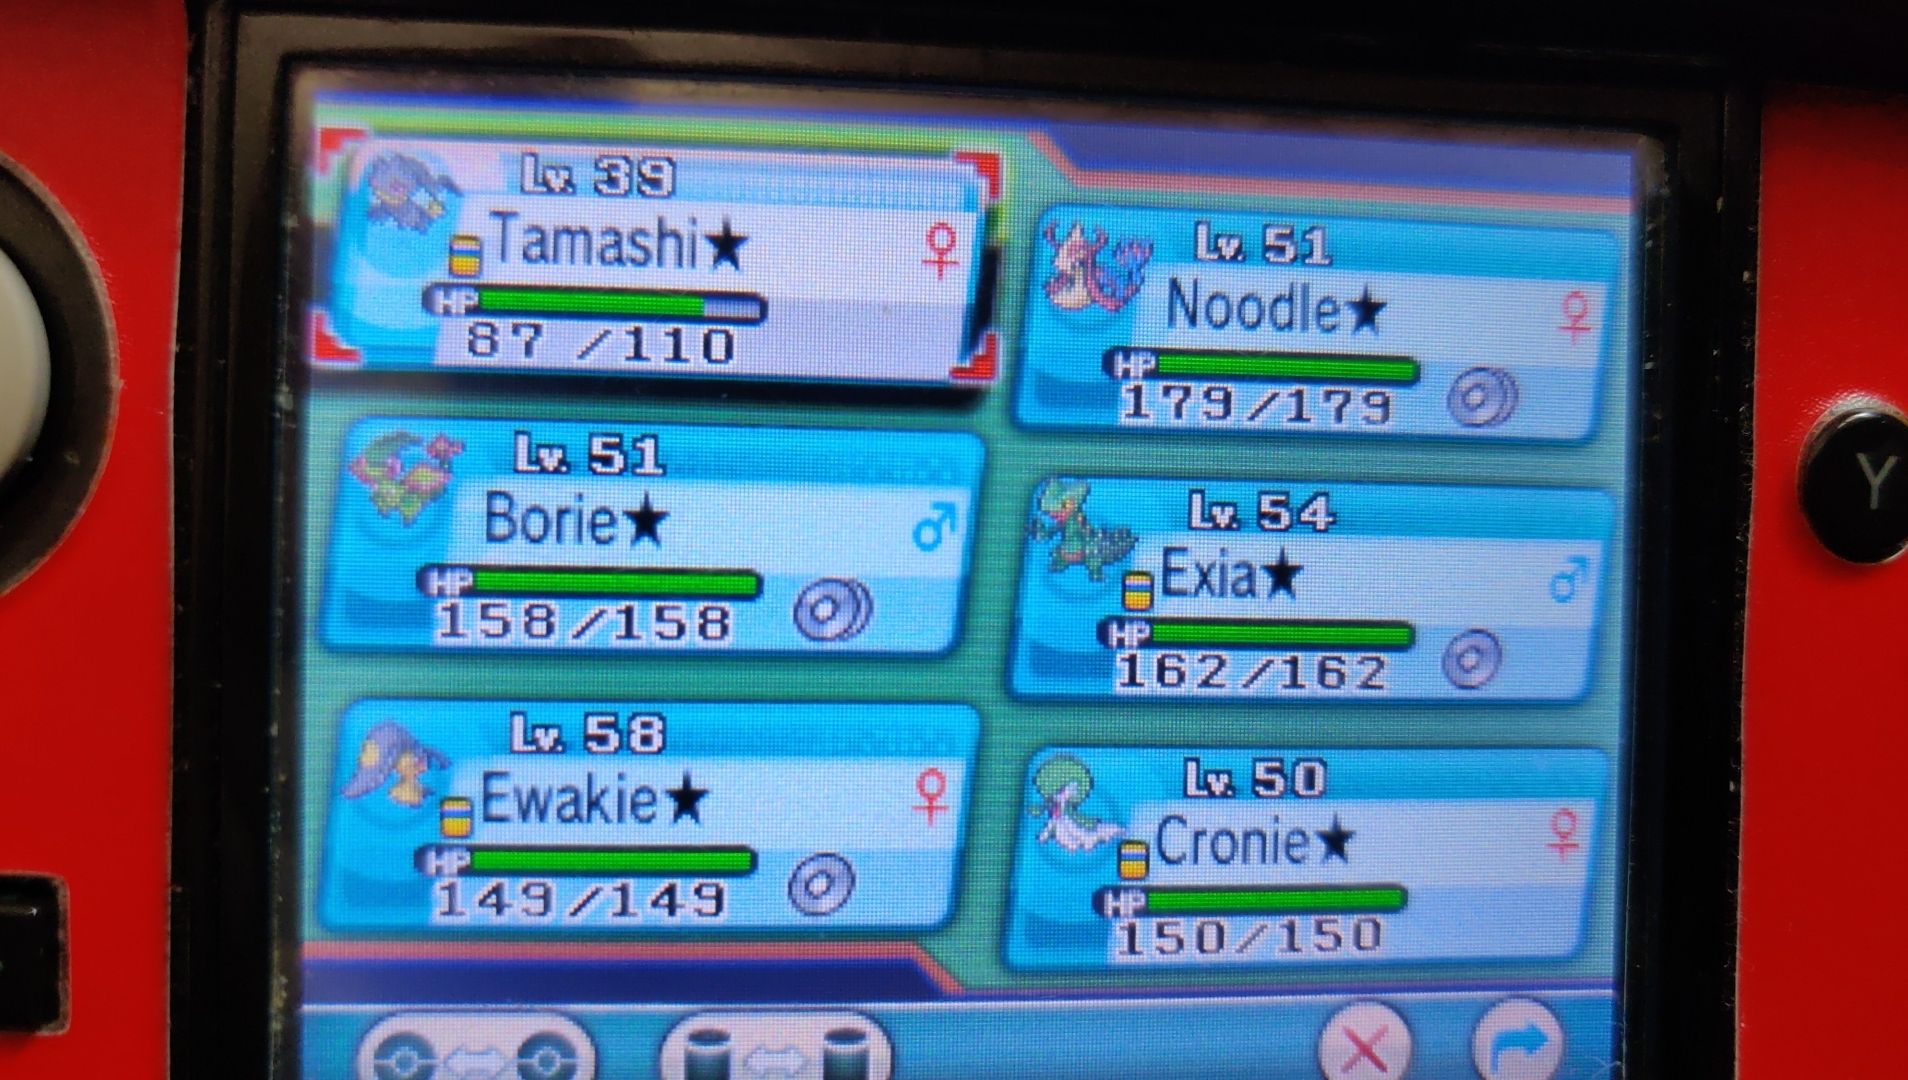 Lv. 39
Tamashi★ ♀
HP
87 /110
Lv. 51
Noodle★ ♀
HP
179/179
Lv. 51
Borie★ ♂
HP
158/158
Lv. 54
Exia★ ♂
HP
162/162
Lv. 58
Ewakie★ ♀
HP
149/149
Lv. 50
Cronie★ ♀
HP
150/150
Y